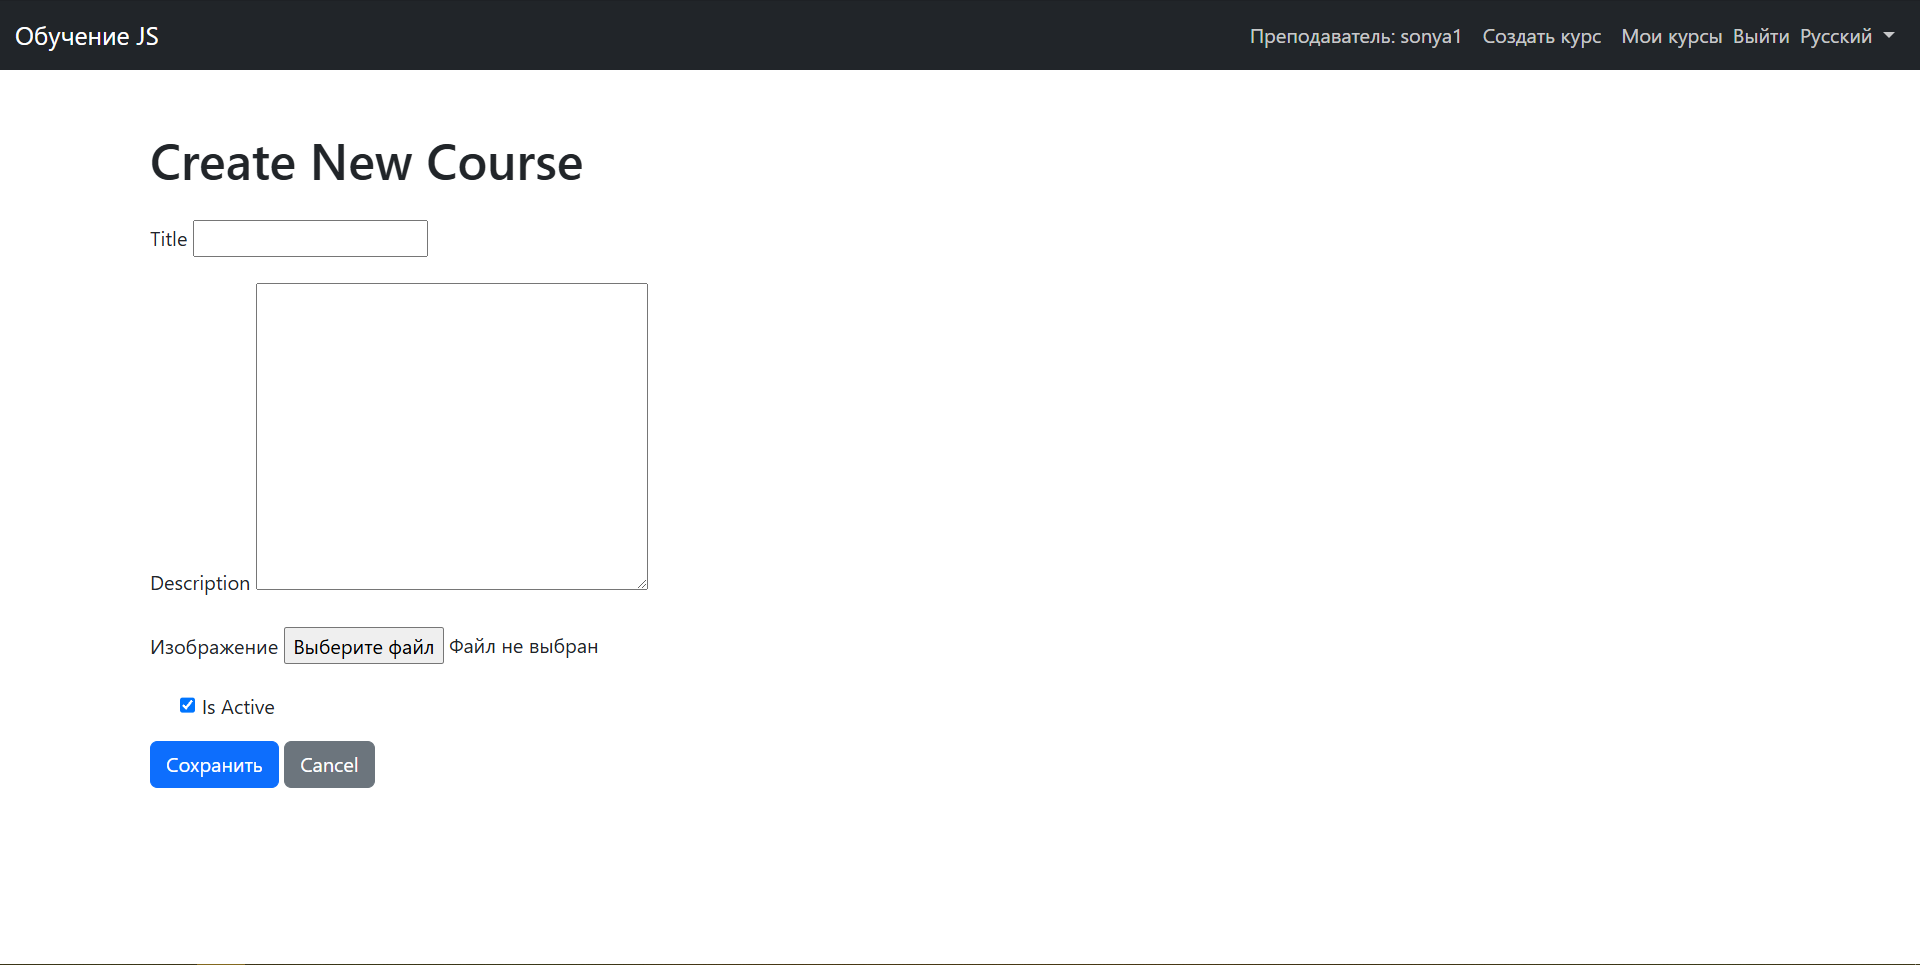 Обучение JS Преподаватель: sonya1 Создать курс Мои курсы Выйти Русский
Create New Course
Title
Description
Изображение Выберите файл Файл не выбран
Is Active
Сохранить Cancel